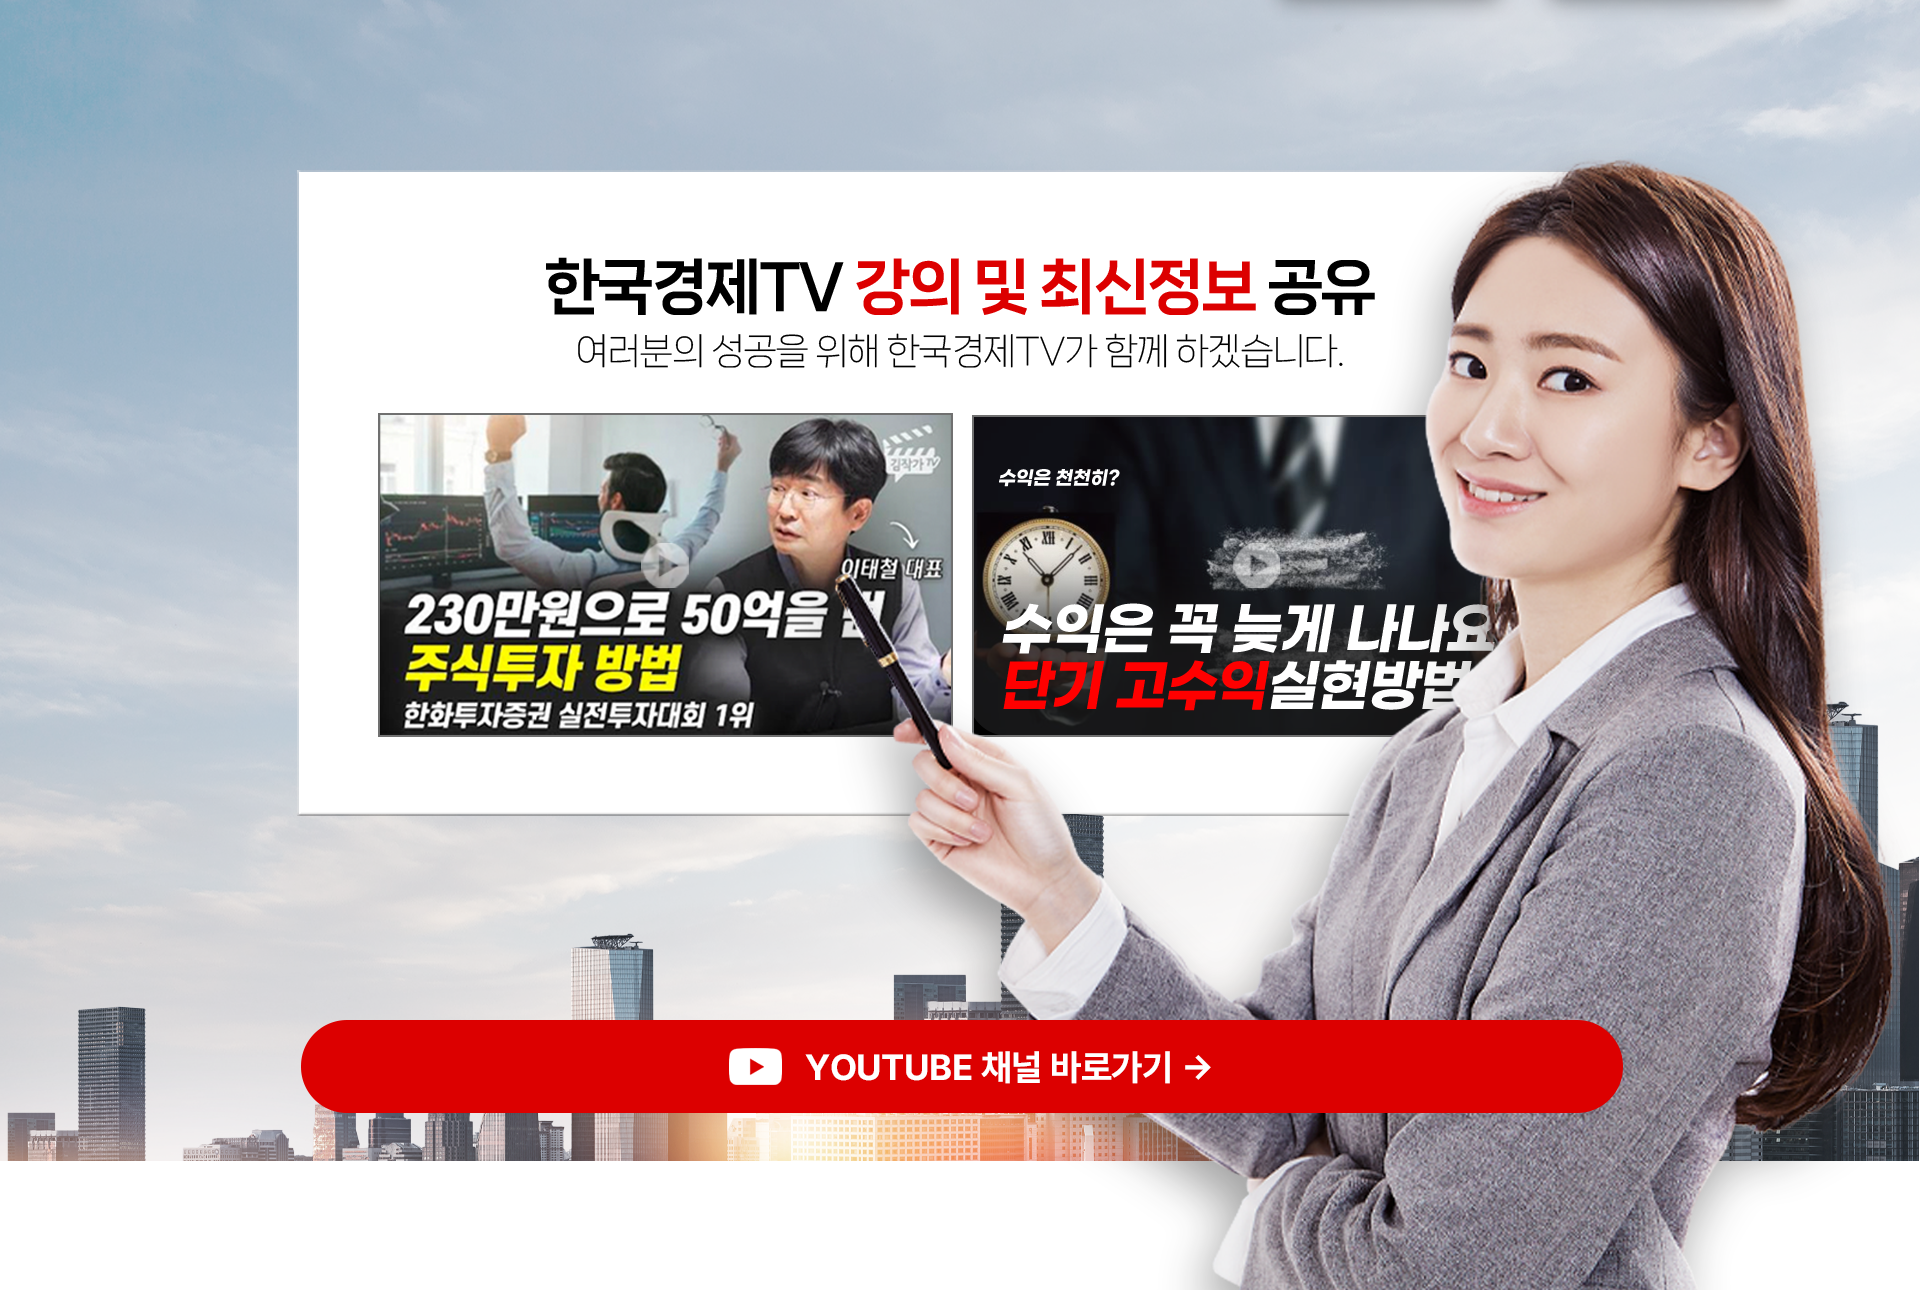 한국경제TV 강의 및 최신정보 공유
여러분의 성공을 위해 한국경제TV가 함께 하겠습니다.
김작가 TV
이태철 대표
230만원으로 50억을 번
주식투자 방법
한화투자증권 실전투자대회 1위
수익은 천천히?
수익은 꼭 늦게 나나요
단기 고수익실현방법
YOUTUBE 채널 바로가기 →